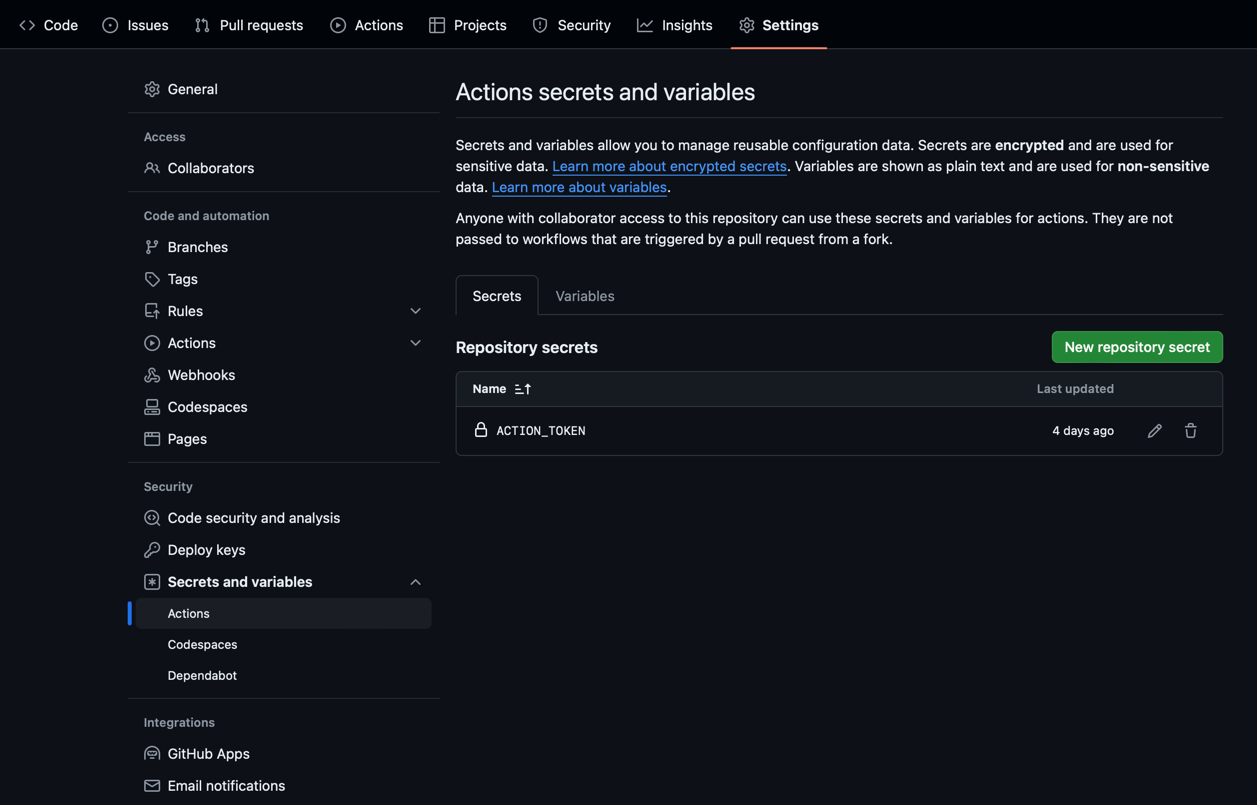 Code Issues Pull requests Actions Projects Security Insights Settings
General
Access
Collaborators
Code and automation
Branches
Tags
Rules
Actions
Webhooks
Codespaces
Pages
Security
Code security and analysis
Deploy keys
Secrets and variables
Actions
Codespaces
Dependabot
Integrations
GitHub Apps
Email notifications
Actions secrets and variables
Secrets and variables allow you to manage reusable configuration data. Secrets are encrypted and are used for
sensitive data. Learn more about encrypted secrets. Variables are shown as plain text and are used for non-sensitive
data. Learn more about variables.
Anyone with collaborator access to this repository can use these secrets and variables for actions. They are not
passed to workflows that are triggered by a pull request from a fork.
Secrets Variables
Repository secrets New repository secret
Name Last updated
ACTION_TOKEN 4 days ago